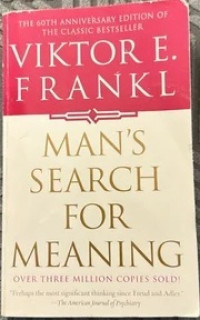 THE 60TH ANNIVERSARY EDITION
OF THE CLASSIC BESTSELLER
VIKTOR E.
FRANKL
MAN'S
SEARCH
FOR
MEANING
OVER THREE MILLION COPIES SOLD!
"Perhaps the most significant thinking since Freud and Adler."
—The American Journal of Psychiatry